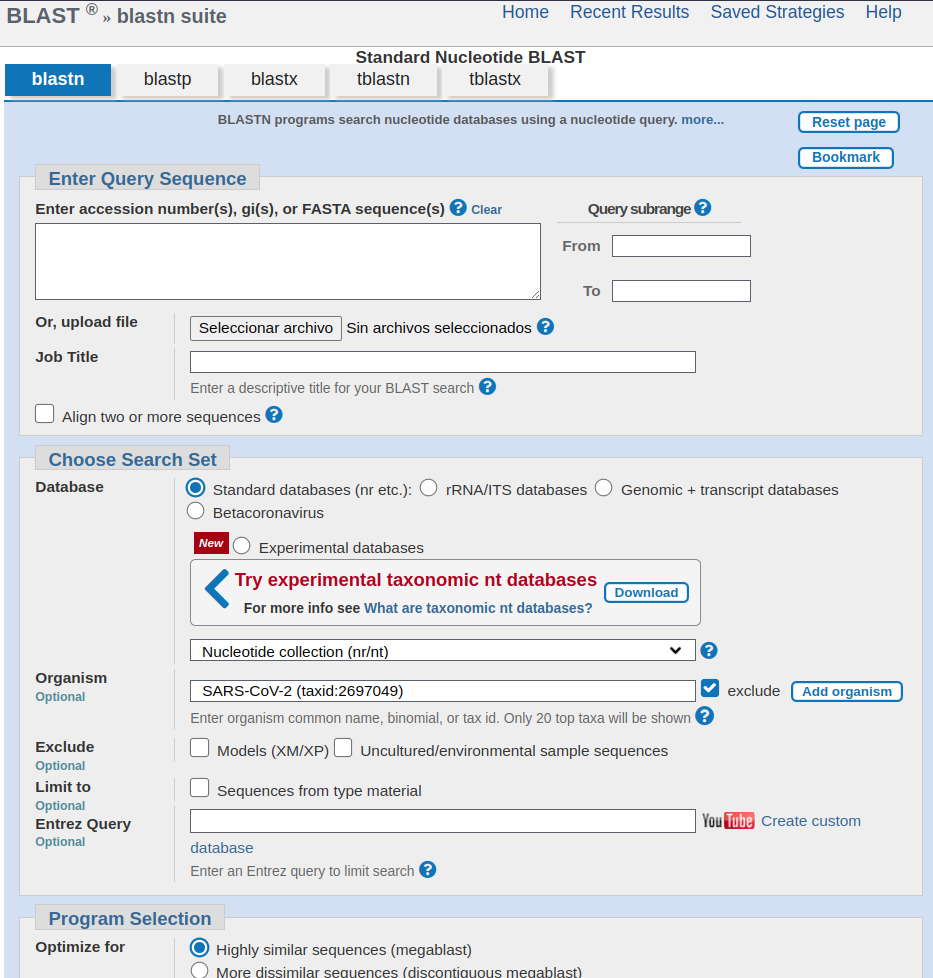 BLAST ® » blastn suite
Home Recent Results Saved Strategies Help
Standard Nucleotide BLAST
blastn blastp blastx tblastn tblastx
BLASTN programs search nucleotide databases using a nucleotide query. more...
Reset page
Bookmark
Enter Query Sequence
Enter accession number(s), gi(s), or FASTA sequence(s) ? Clear
Query subrange ?
From
To
Or, upload file
Seleccionar archivo Sin archivos seleccionados ?
Job Title
Enter a descriptive title for your BLAST search ?
Align two or more sequences ?
Choose Search Set
Database
Standard databases (nr etc.): rRNA/ITS databases Genomic + transcript databases
Betacoronavirus
New Experimental databases
Try experimental taxonomic nt databases
Download
For more info see What are taxonomic nt databases?
Nucleotide collection (nr/nt) ?
Organism
Optional
SARS-CoV-2 (taxid:2697049) exclude Add organism
Enter organism common name, binomial, or tax id. Only 20 top taxa will be shown ?
Exclude
Optional
Models (XM/XP) Uncultured/environmental sample sequences
Limit to
Optional
Sequences from type material
Entrez Query
Optional
YouTube Create custom
database
Enter an Entrez query to limit search ?
Program Selection
Optimize for
Highly similar sequences (megablast)
More dissimilar sequences (discontiguous megablast)